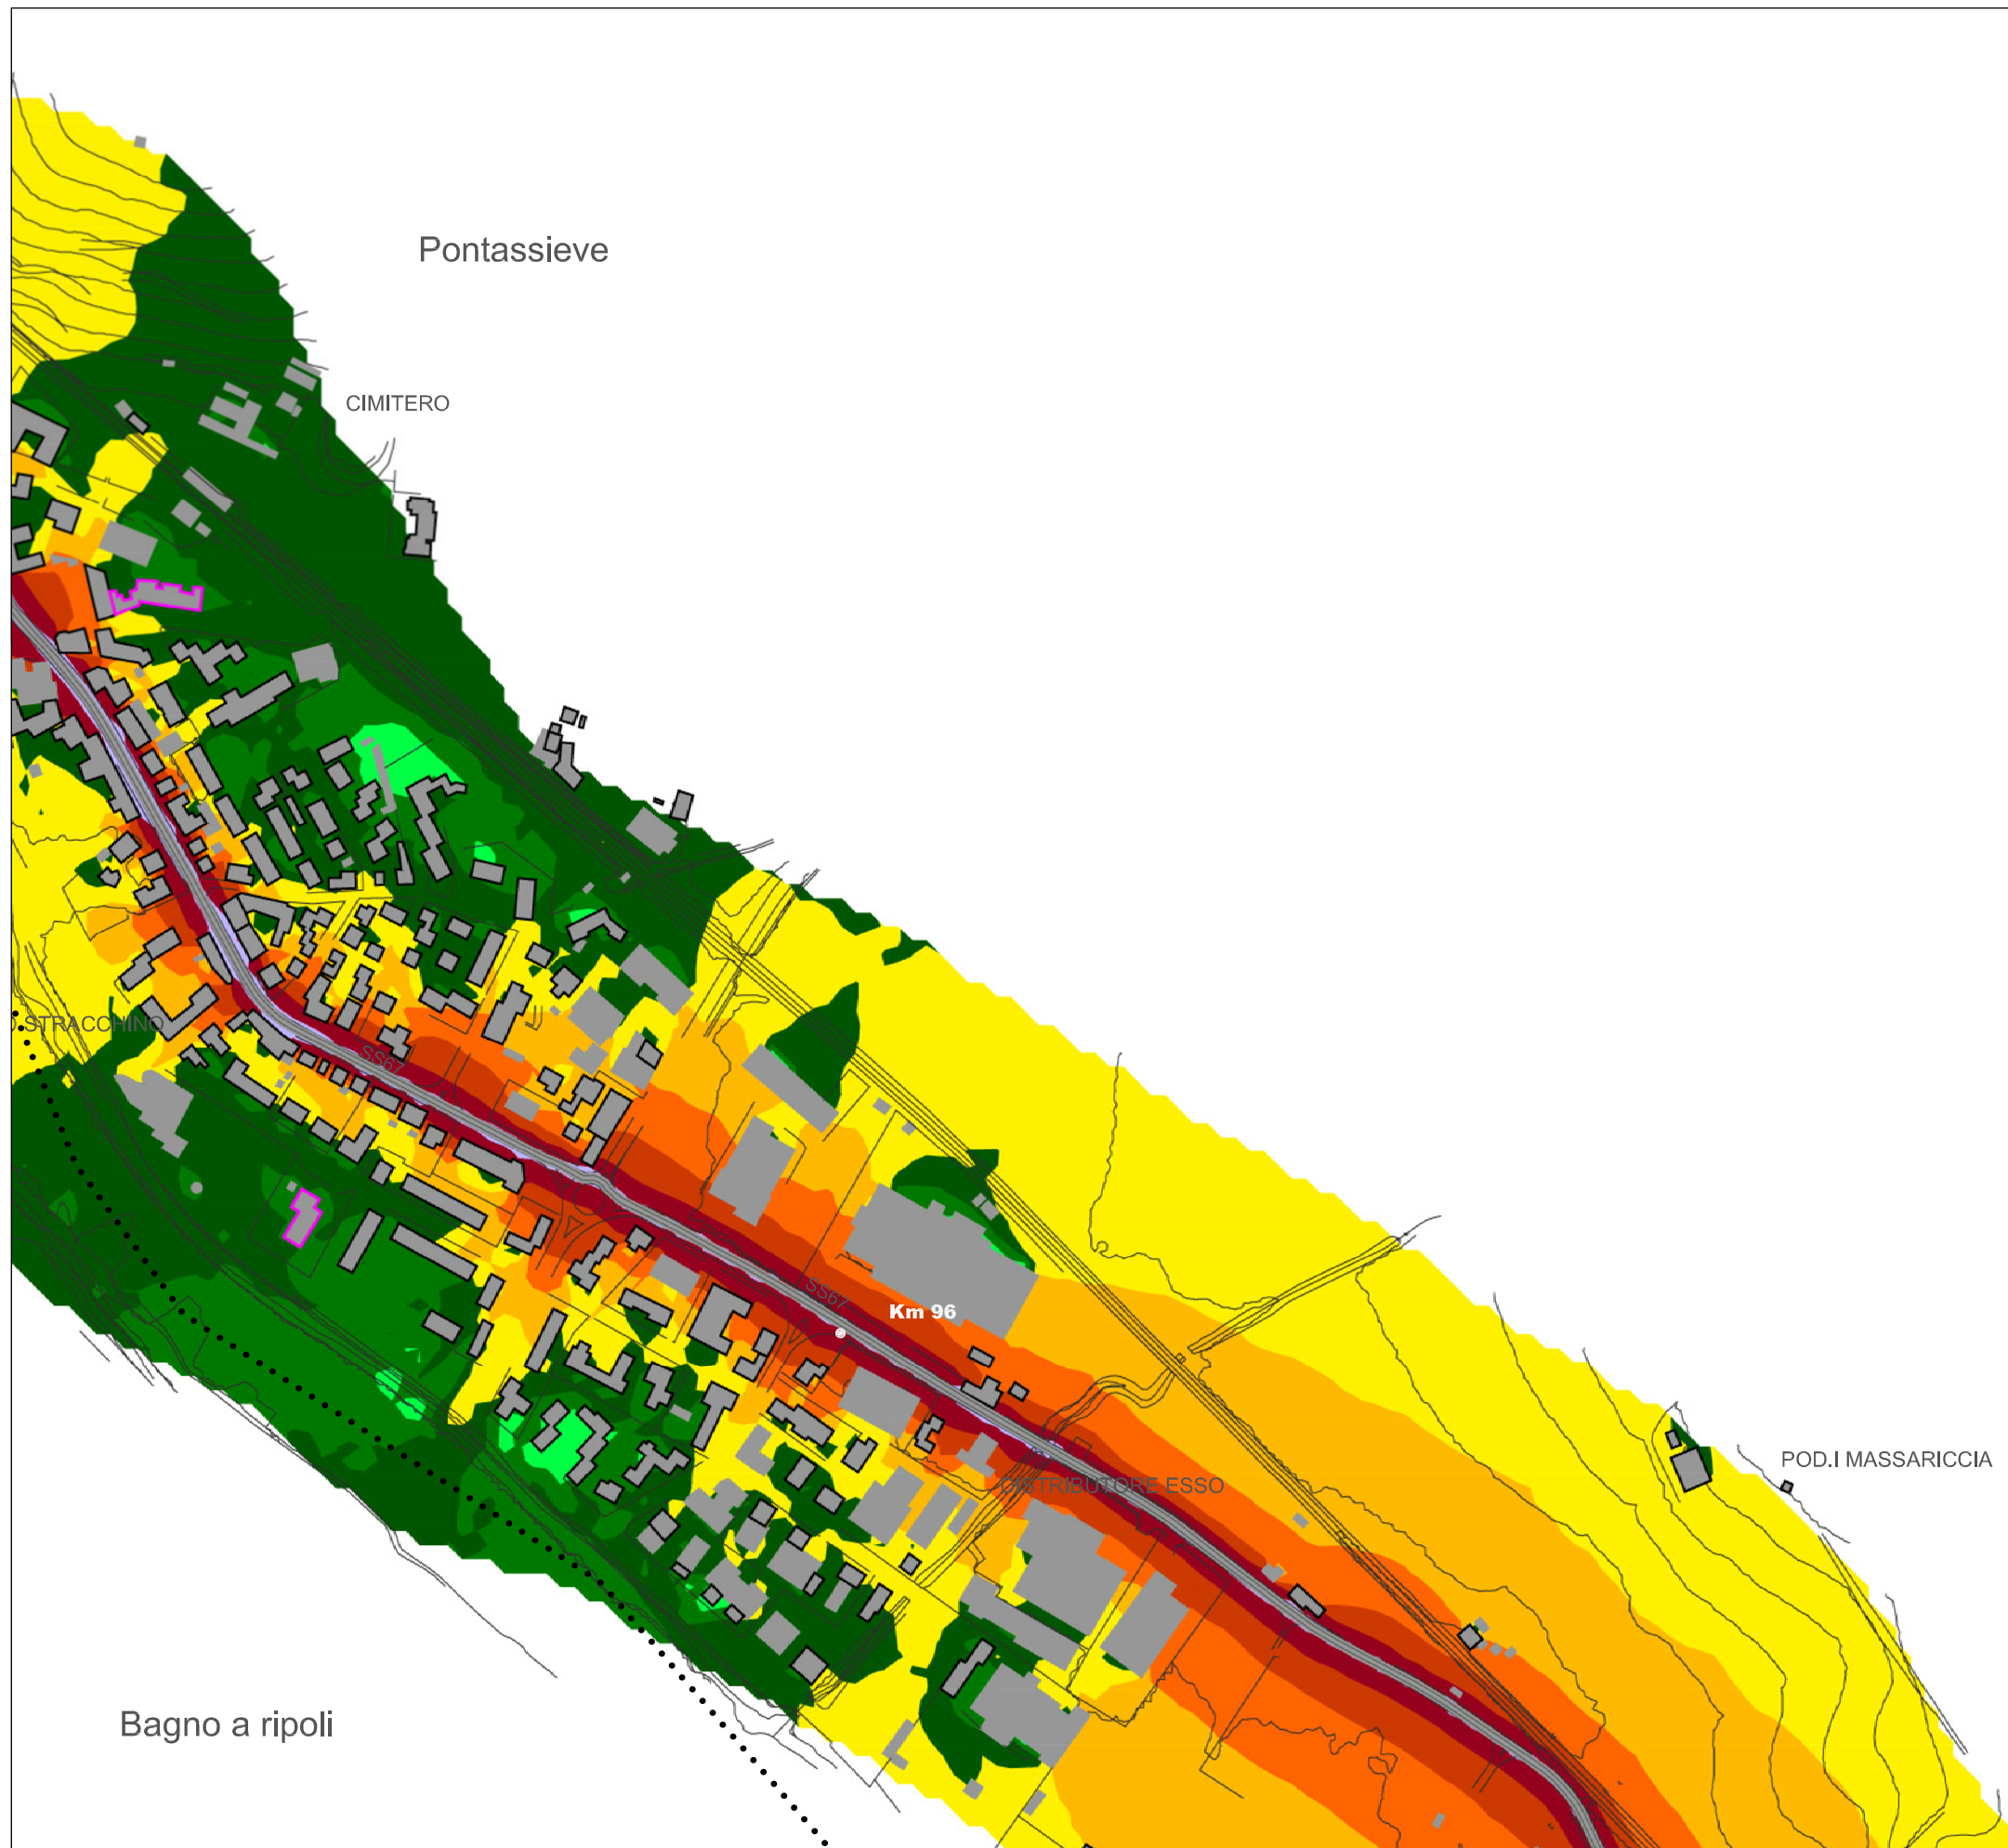 Pontassieve
CIMITERO
O.STRACCHINO
SS67
SS67
Km 96
POD.I MASSARICCIA
DISTRIBUTORE ESSO
Bagno a ripoli